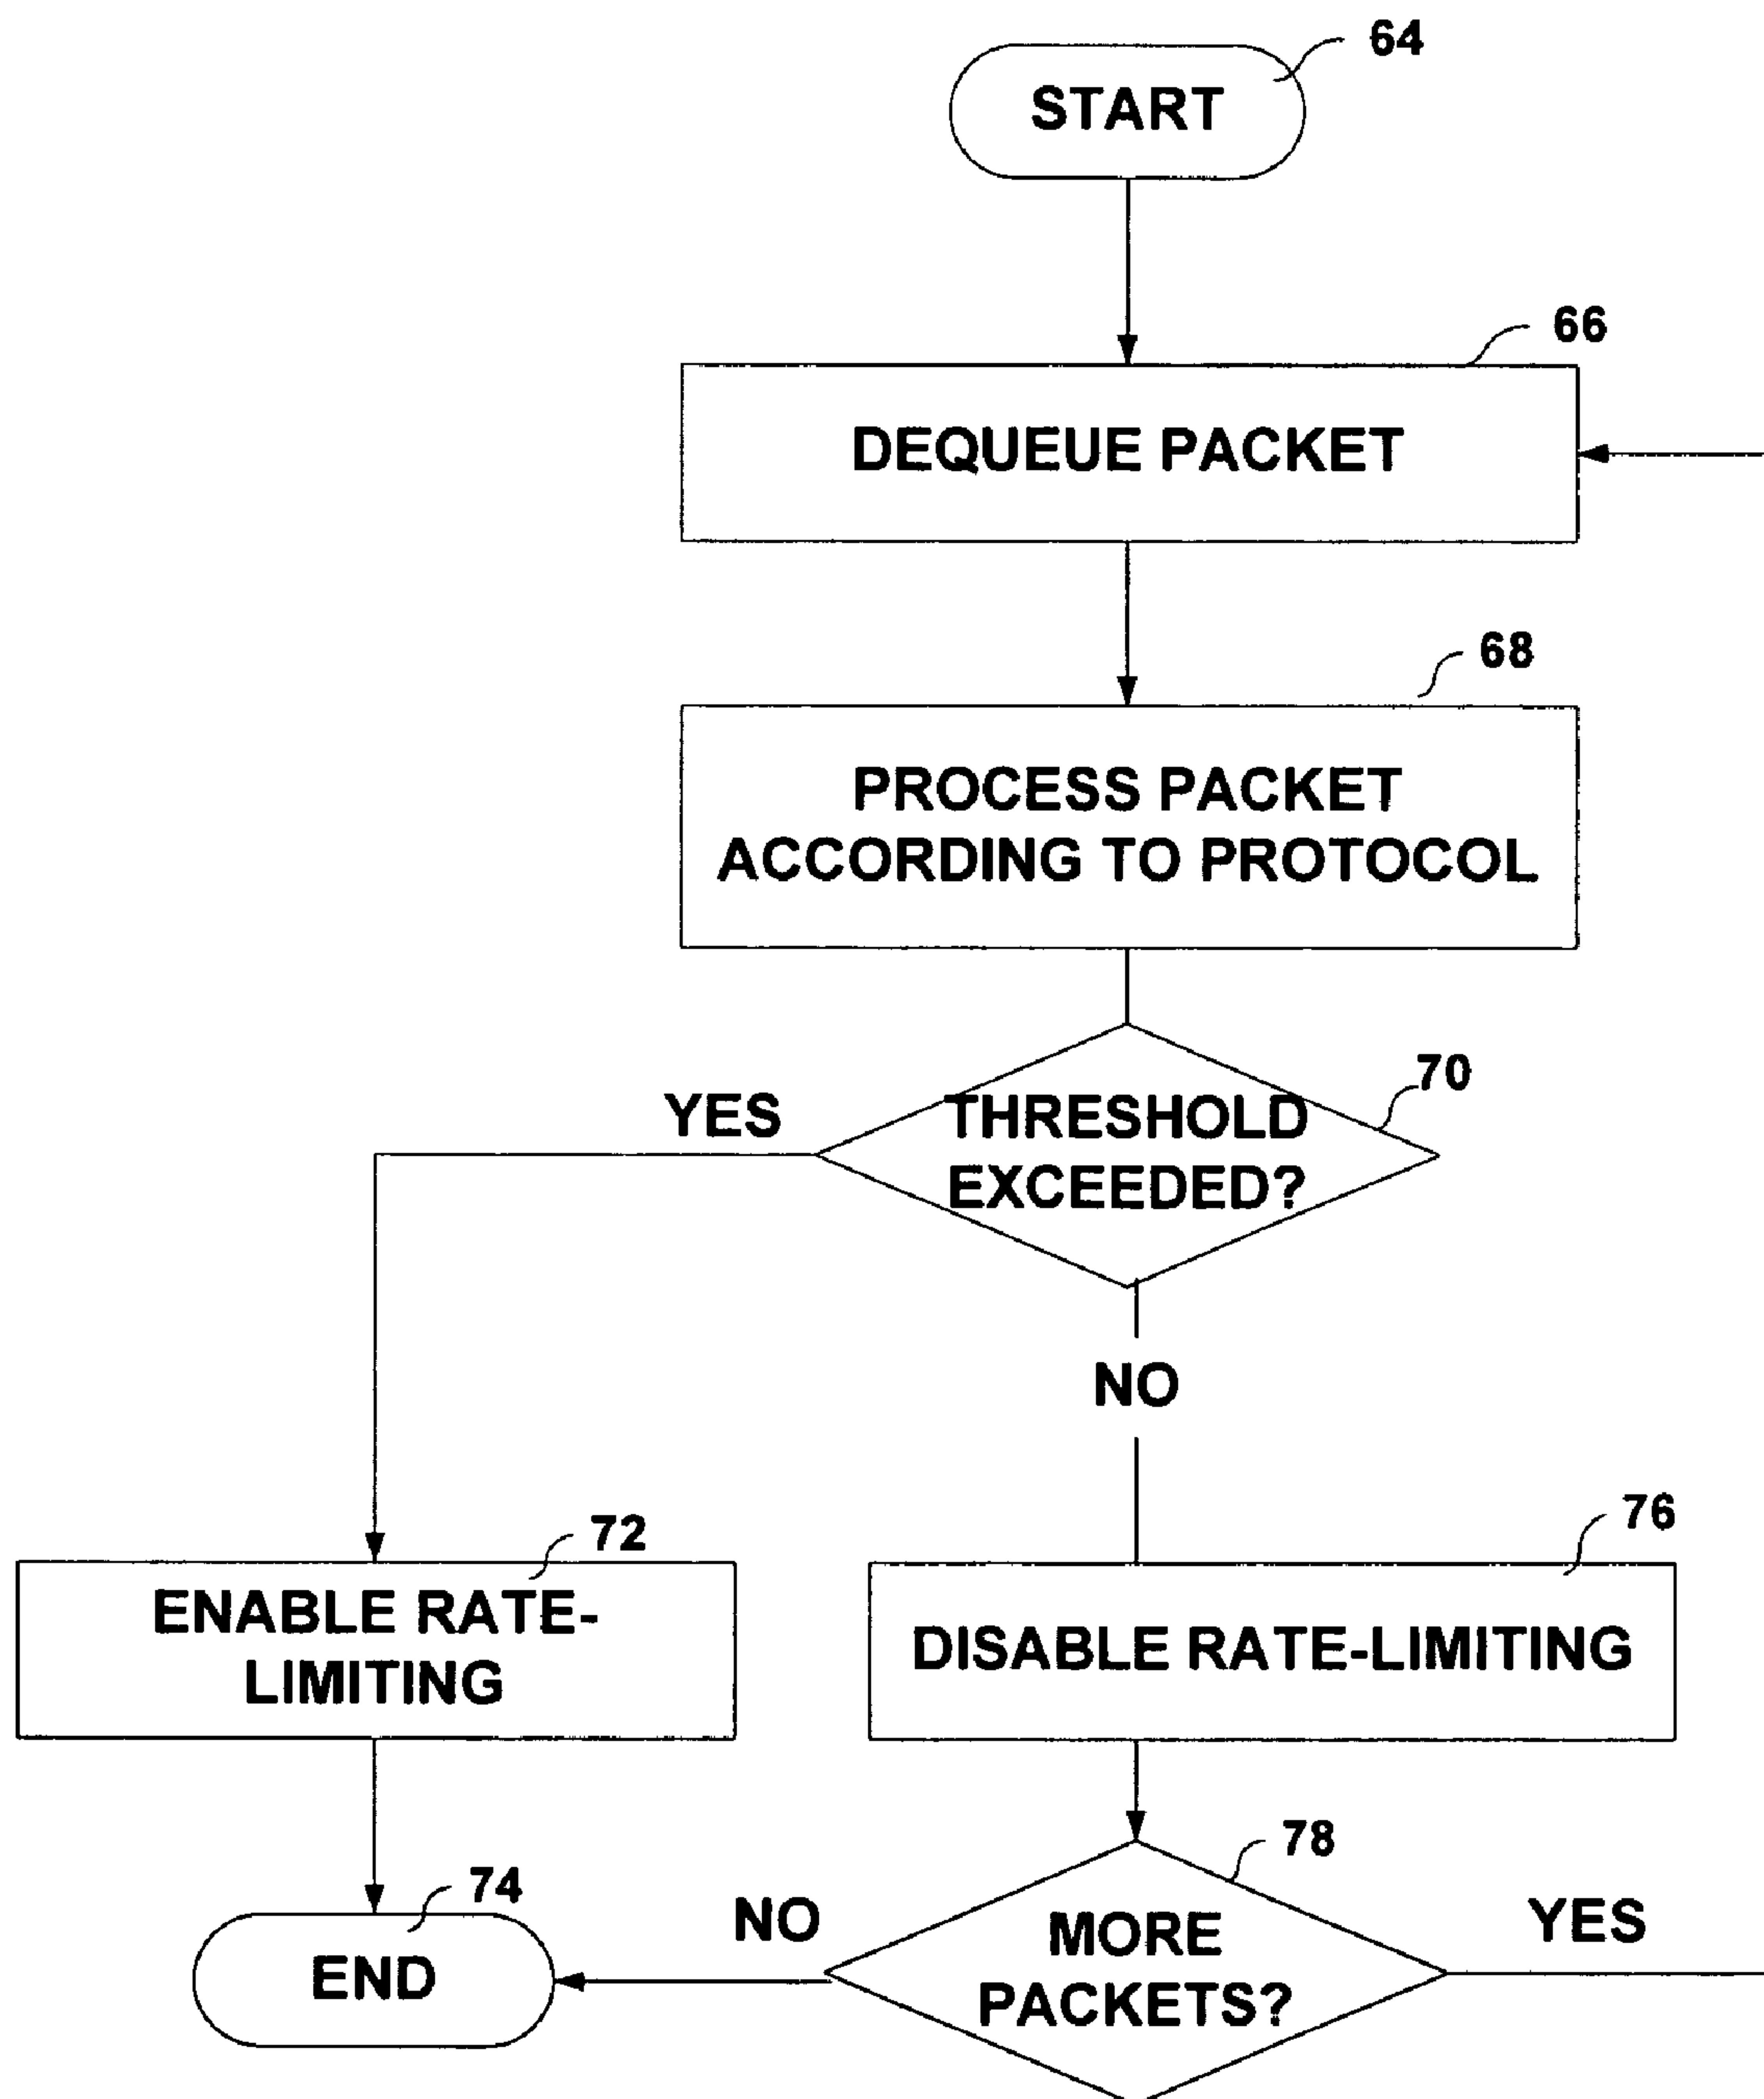 64
START
66
DEQUEUE PACKET
68
PROCESS PACKET
ACCORDING TO PROTOCOL
70
YES
THRESHOLD
EXCEEDED?
NO
72
ENABLE RATE-
LIMITING
76
DISABLE RATE-LIMITING
74
END
78
NO
MORE
PACKETS?
YES